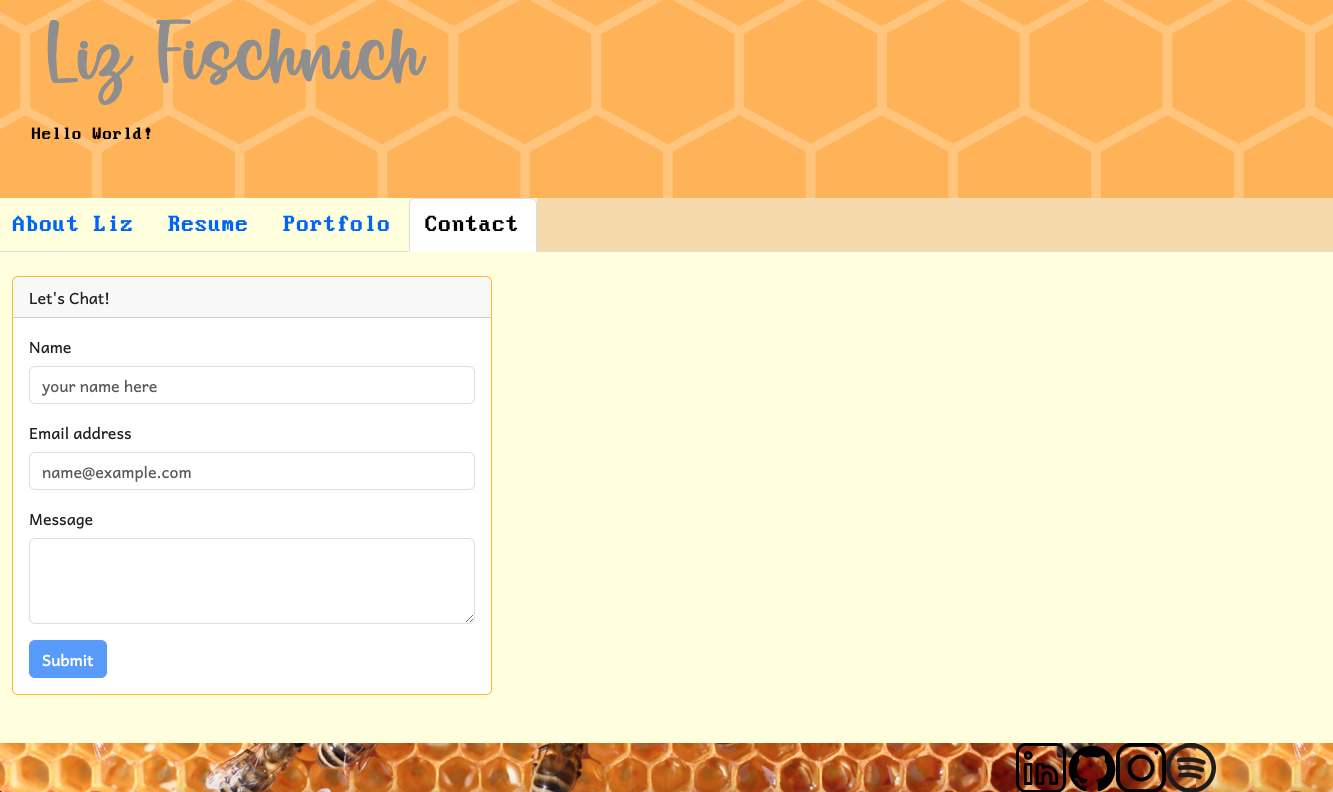 Liz Fischnich
Hello World!
About Liz Resume Portfolo Contact
Let's Chat!
Name
your name here
Email address
name@example.com
Message
Submit
in